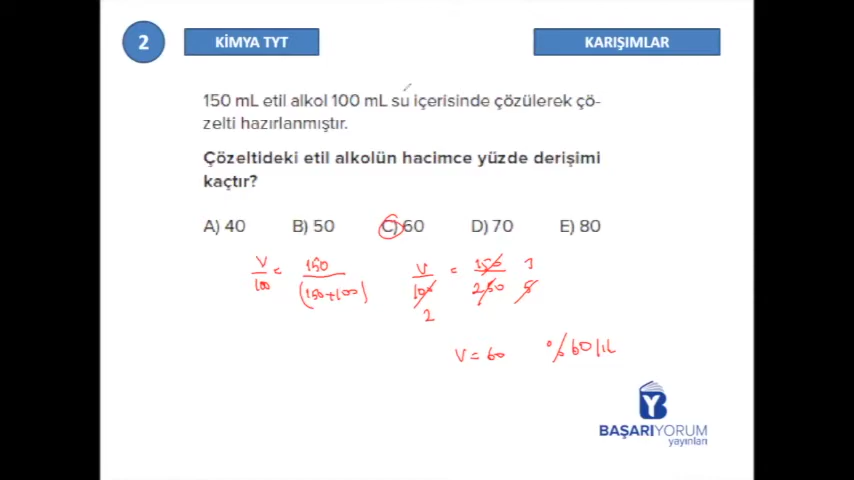 2
KİMYA TYT
KARIŞIMLAR
150 mL etil alkol 100 mL su içerisinde çözülerek çö-
zelti hazırlanmıştır.
Çözeltideki etil alkolün hacimce yüzde derişimi
kaçtır?
A) 40 B) 50 C) 60 D) 70 E) 80
V/100 = 150/(150+100) V/100 = 150/250
2
V = 60 % 60
BAŞARIYORUM
yayınları